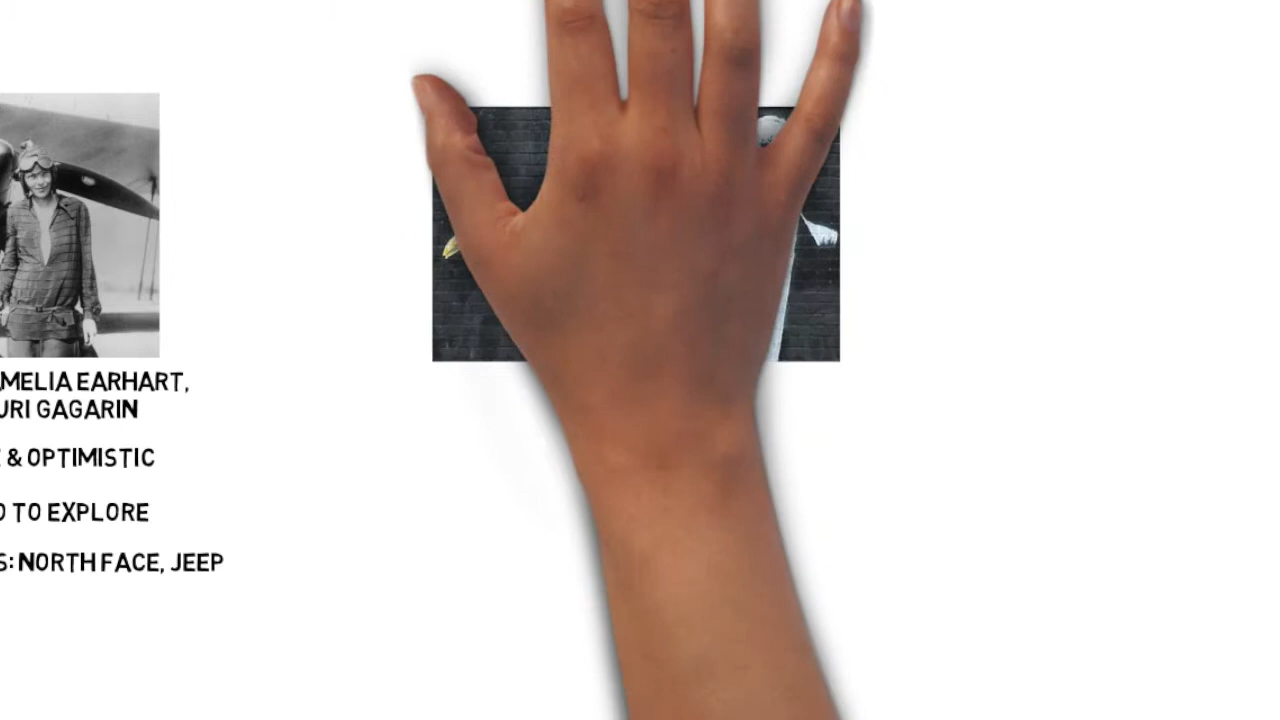 MELIA EARHART,
URI GAGARIN
& OPTIMISTIC
TO EXPLORE
S: NORTH FACE, JEEP